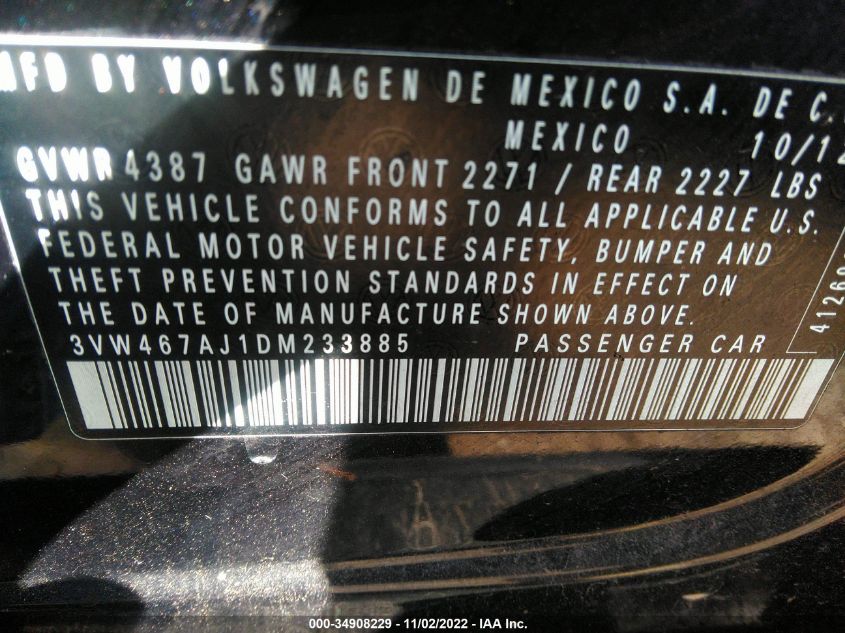 MFD BY VOLKSWAGEN DE MEXICO S.A. DE C.
MEXICO 10/12
GVWR 4387 GAWR FRONT 2271 / REAR 2227 LBS
THIS VEHICLE CONFORMS TO ALL APPLICABLE U.S.
FEDERAL MOTOR VEHICLE SAFETY, BUMPER AND
THEFT PREVENTION STANDARDS IN EFFECT ON
THE DATE OF MANUFACTURE SHOWN ABOVE.
3VW467AJ1DM233885 PASSENGER CAR
000-34908229 - 11/02/2022 - IAA Inc.